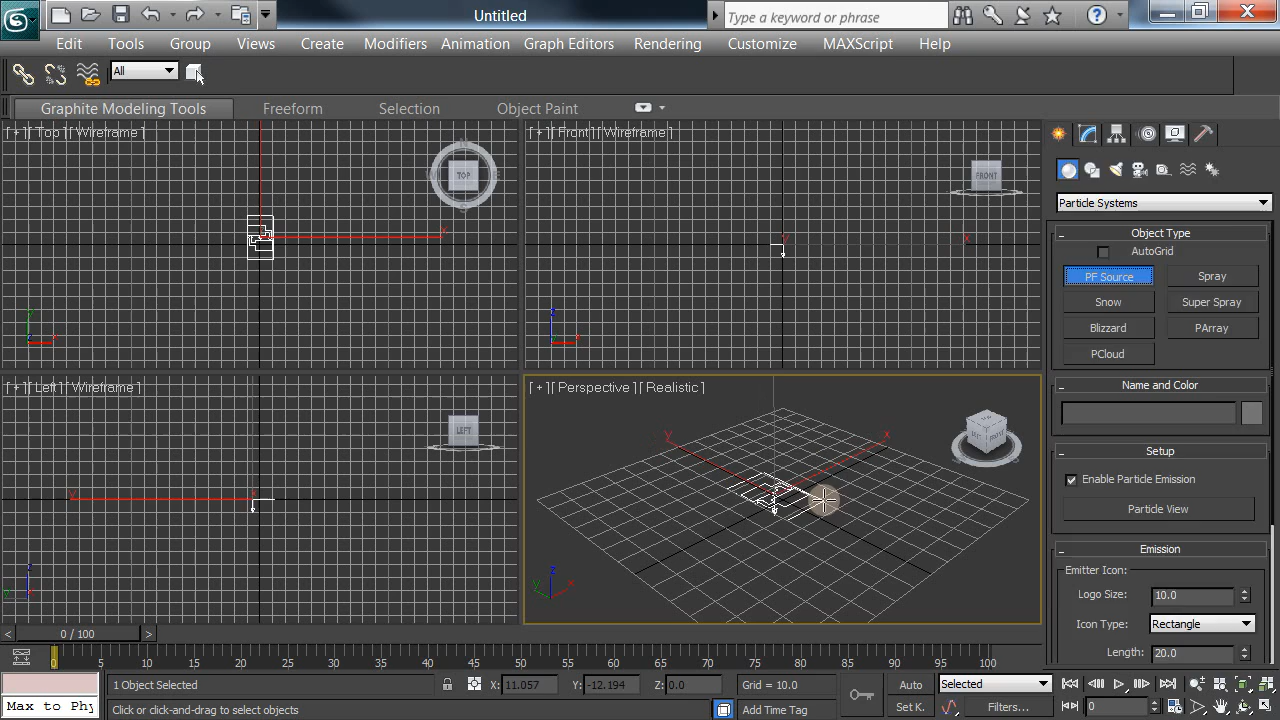 Untitled
Type a keyword or phrase
Edit Tools Group Views Create Modifiers Animation Graph Editors Rendering Customize MAXScript Help
All
Graphite Modeling Tools Freeform Selection Object Paint
[ + ][ Top ][ Wireframe ]
TOP
x
y
x
[ + ][ Front ][ Wireframe ]
FRONT
y
x
z
x
Particle Systems
Object Type
AutoGrid
PF Source Spray
Snow Super Spray
Blizzard PArray
PCloud
Name and Color
Setup
Enable Particle Emission
Particle View
Emission
Emitter Icon:
Logo Size: 10.0
Icon Type: Rectangle
Length: 20.0
[ + ][ Left ][ Wireframe ]
LEFT
y
x
z
y
[ + ][ Perspective ][ Realistic ]
y
x
z
y
x
< 0 / 100 >
0 5 10 15 20 25 30 35 40 45 50 55 60 65 70 75 80 85 90 95 100
1 Object Selected X: 11.057 Y: -12.194 Z: 0.0 Grid = 10.0 Auto Selected
Max to Phy Click or click-and-drag to select objects Add Time Tag Set K. Filters... 0